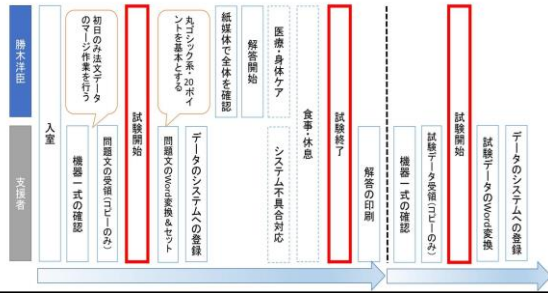 勝木洋臣
支援者
入室
機器一式の確認
初日のみ法文データ
のマージ作業を行う
問題文の受領(コピーのみ)
試験開始
丸ゴシック系・20ポイ
ントを基本とする
問題文のWord変換&セット
データのシステムへの登録
紙媒体で全体を確認
解答開始
医療・身体ケア
システム不具合対応
食事・休息
試験終了
解答の印刷
機器一式の確認
試験データ受領(コピーのみ)
試験開始
試験データのWord変換
データのシステムへの登録